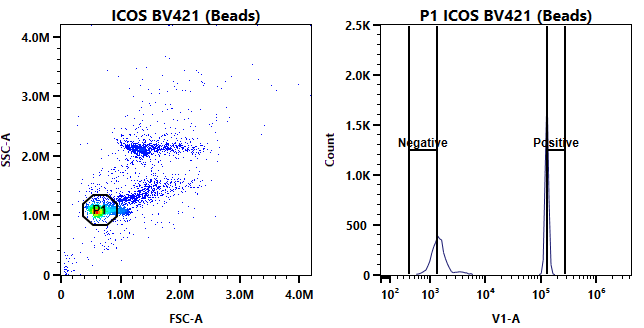 ICOS BV421 (Beads)
4.0M
3.0M
2.0M
1.0M
0
SSC-A
P1
0
1.0M
2.0M
3.0M
4.0M
FSC-A
P1 ICOS BV421 (Beads)
2.5K
2.0K
1.5K
1.0K
500
0
Count
Negative
Positive
10²
10³
10⁴
10⁵
10⁶
V1-A